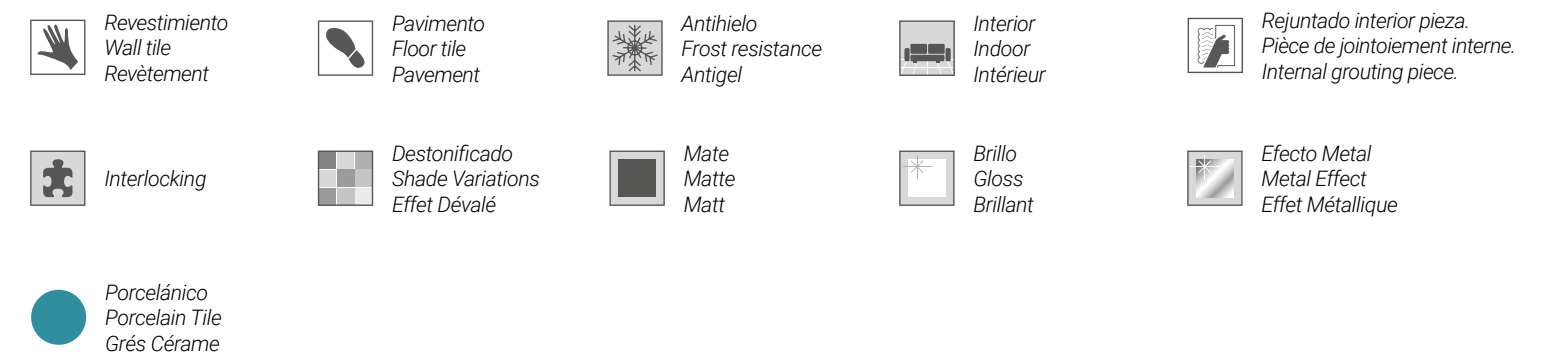 Revestimiento
Wall tile
Revètement
Pavimento
Floor tile
Pavement
Antihielo
Frost resistance
Antigel
Interior
Indoor
Intérieur
Rejuntado interior pieza.
Pièce de jointoiement interne.
Internal grouting piece.
Interlocking
Destonificado
Shade Variations
Effet Dévalé
Mate
Matte
Matt
Brillo
Gloss
Brillant
Efecto Metal
Metal Effect
Effet Métallique
Porcelánico
Porcelain Tile
Grés Cérame